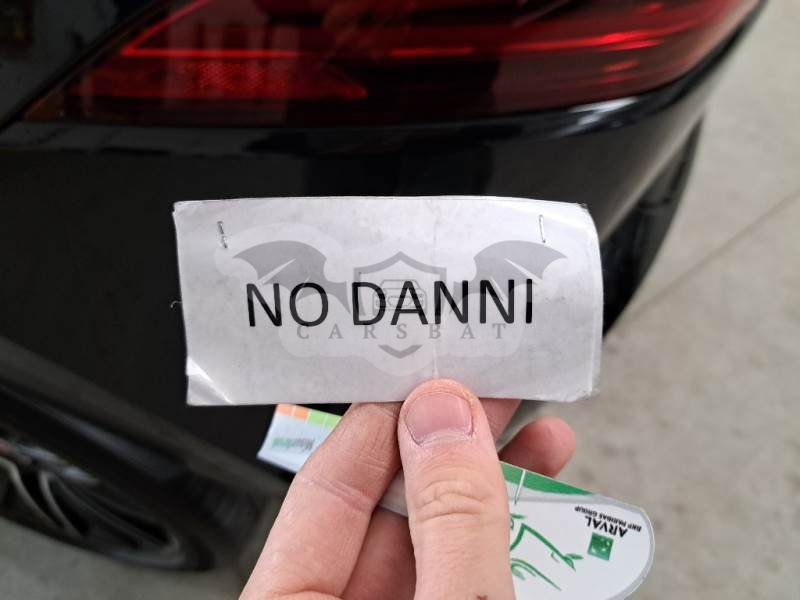 NO DANNI
CARSBAT
ARVAL
BNP PARIBAS GROUP